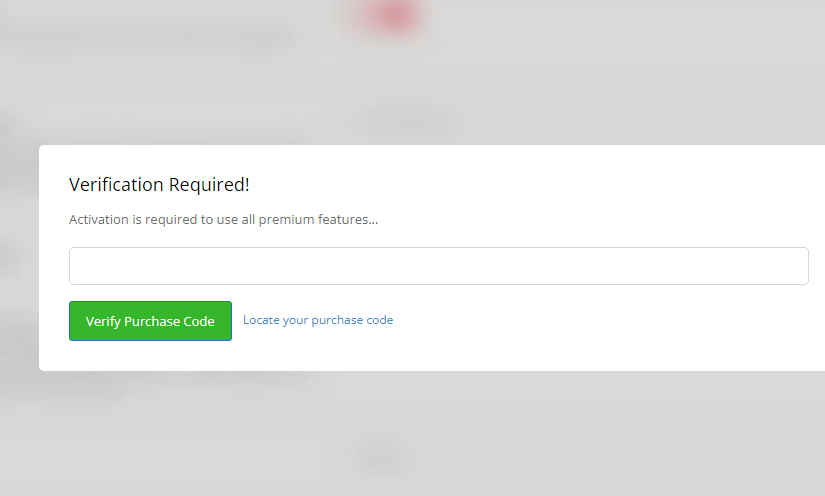 Verification Required!
Activation is required to use all premium features...
Verify Purchase Code
Locate your purchase code